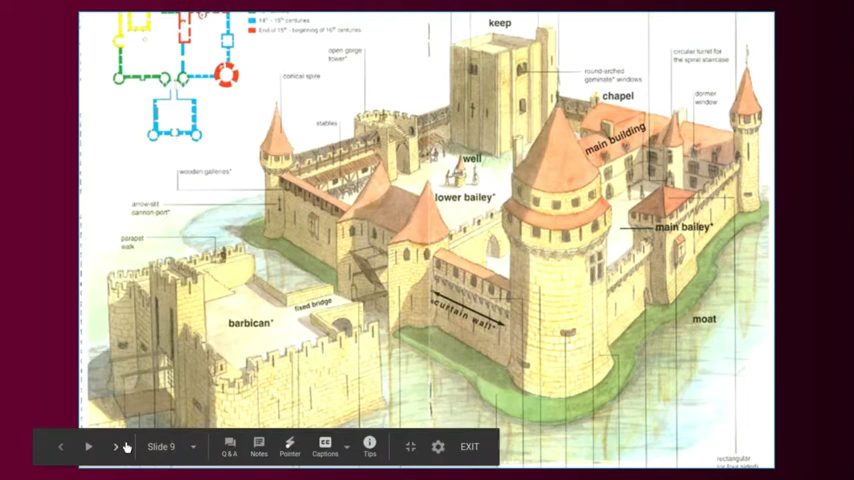 14ᵗʰ - 15ᵗʰ centuries
End of 15ᵗʰ - beginning of 16ᵗʰ centuries
keep
open gorge
tower*
circular turret for
the spiral staircase
conical spire
round-arched
geminate* windows
chapel
dormer
window
stables
main building
well
wooden galleries*
lower bailey*
arrow-slit
cannon-port*
main bailey*
parapet
walk
fixed bridge
"curtain wall"
barbican*
moat
Slide 9
Q & A
Notes
Pointer
CC
Captions
Tips
EXIT
rectangular